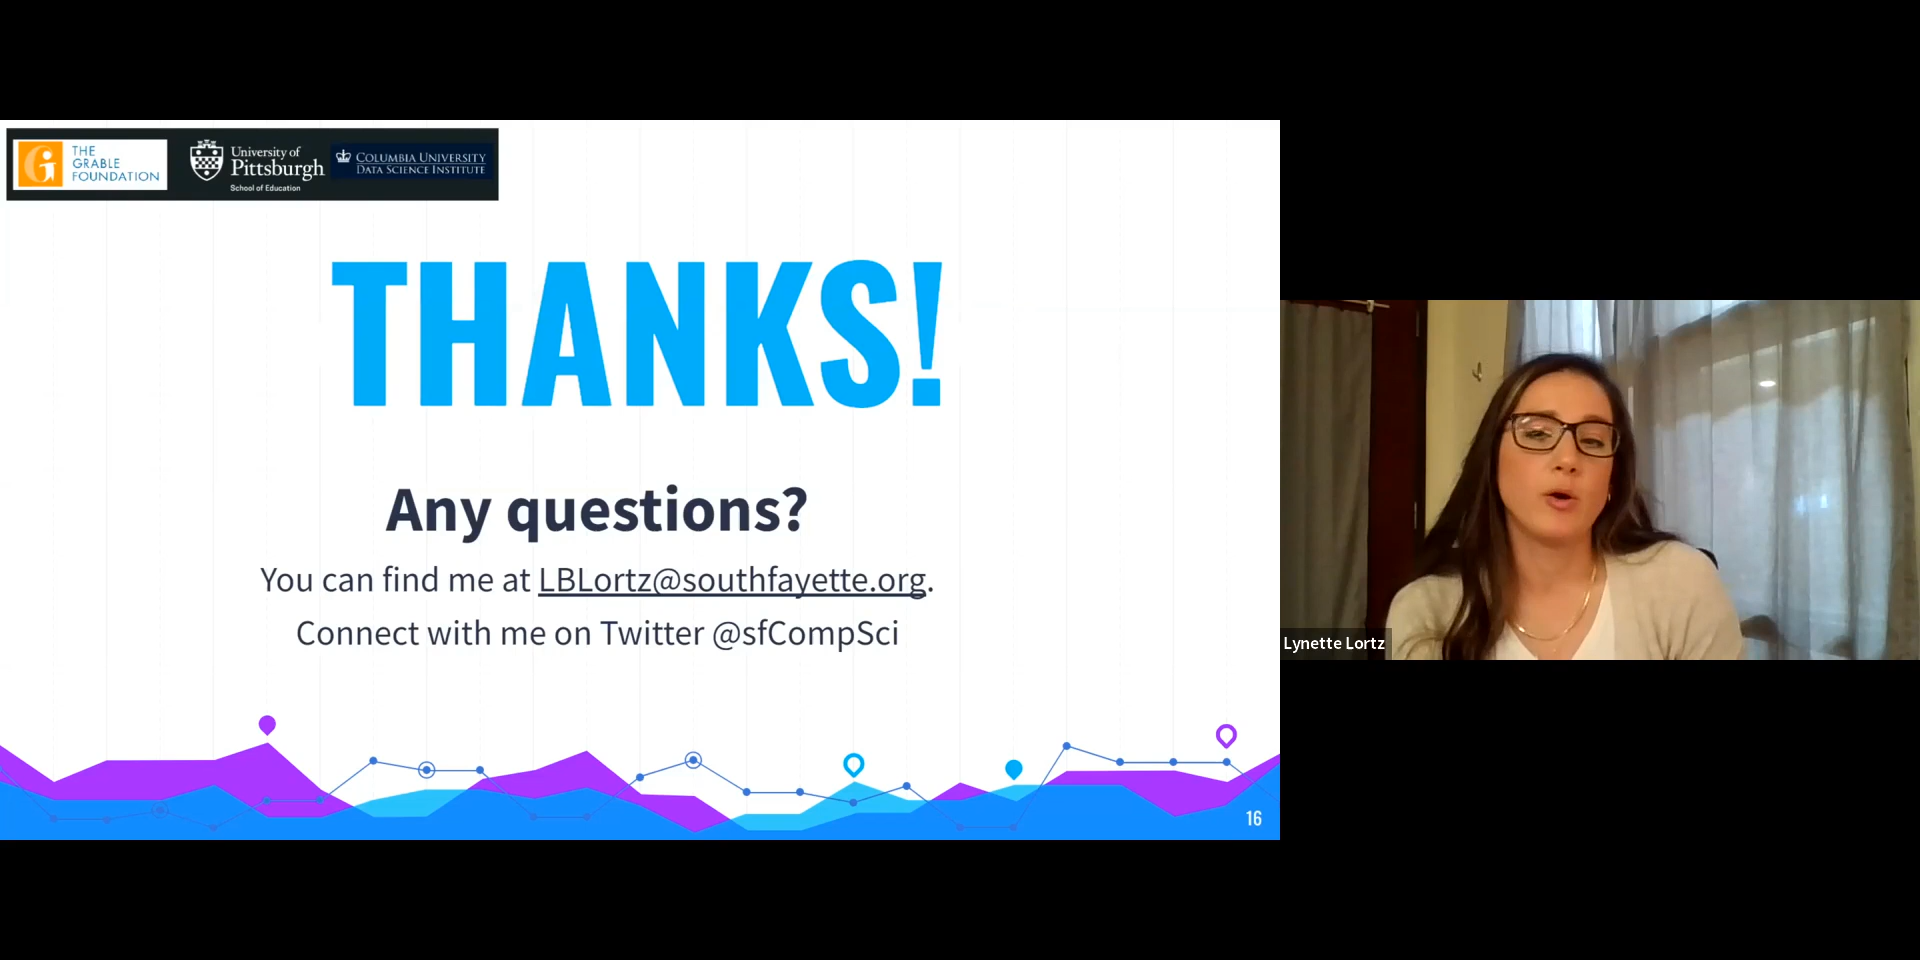 THE
GRABLE
FOUNDATION
University of
Pittsburgh
School of Education
COLUMBIA UNIVERSITY
DATA SCIENCE INSTITUTE
THANKS!
Any questions?
You can find me at LBLortz@southfayette.org.
Connect with me on Twitter @sfCompSci
16
Lynette Lortz